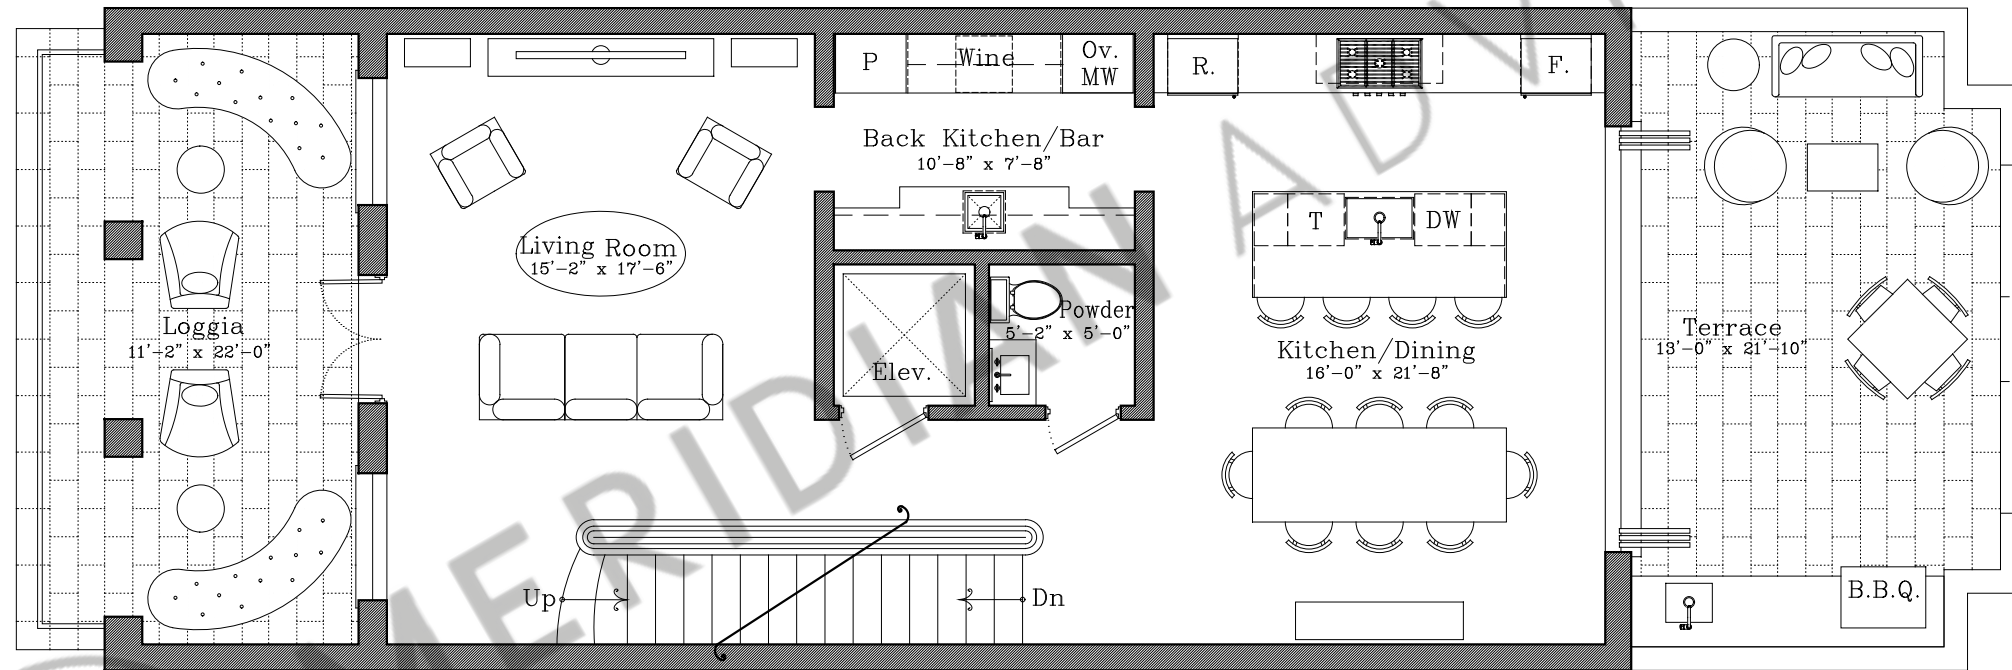 P
Wine
Ov.
MW
R.
F.
Back Kitchen/Bar
10'-8" x 7'-8"
T
DW
Living Room
15'-2" x 17'-6"
Loggia
11'-2" x 22'-0"
Elev.
Powder
5'-2" x 5'-0"
Kitchen/Dining
16'-0" x 21'-8"
Terrace
13'-0" x 21'-10"
Up
Dn
B.B.Q.
MERIDIAN ADV